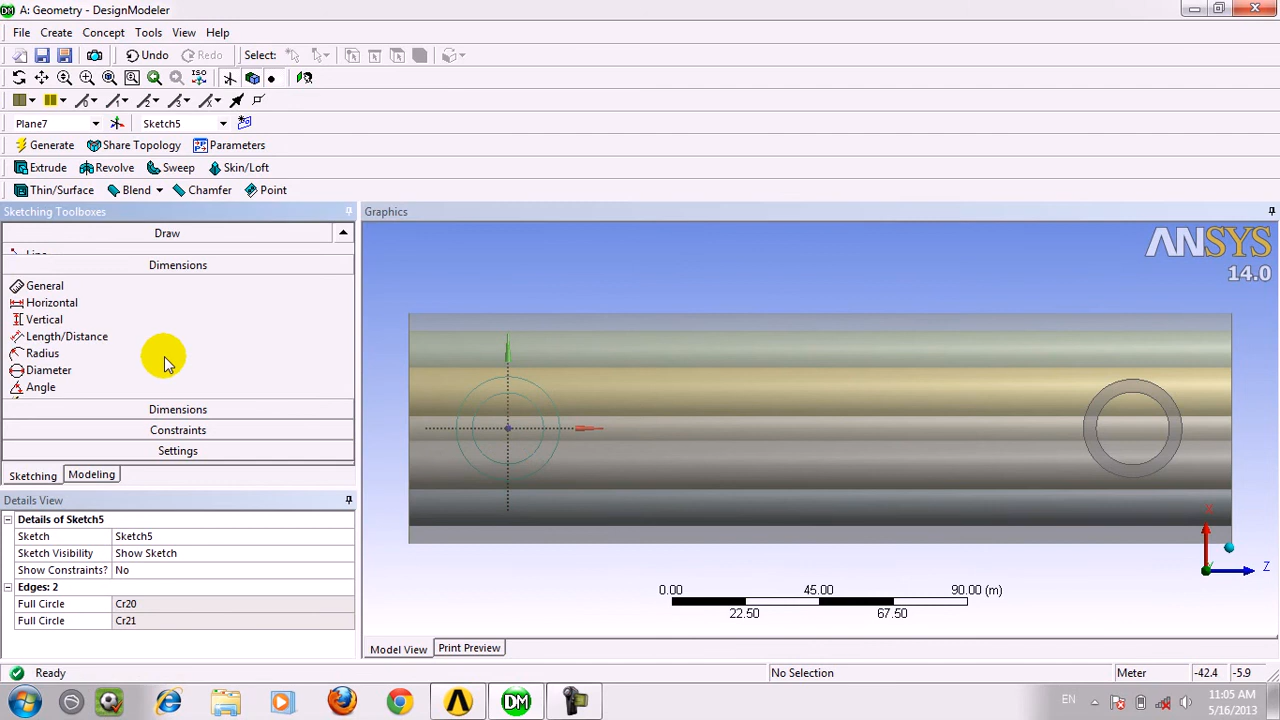 A: Geometry - DesignModeler
File Create Concept Tools View Help
Undo Redo Select:
ISO
Plane7 Sketch5
Generate Share Topology Parameters
Extrude Revolve Sweep Skin/Loft
Thin/Surface Blend Chamfer Point
Sketching Toolboxes
Draw
Dimensions
General
Horizontal
Vertical
Length/Distance
Radius
Diameter
Angle
Dimensions
Constraints
Settings
Sketching Modeling
Details View
Details of Sketch5
Sketch Sketch5
Sketch Visibility Show Sketch
Show Constraints? No
Edges: 2
Full Circle Cr20
Full Circle Cr21
Graphics
ANSYS
14.0
X
Z
0.00 45.00 90.00 (m)
22.50 67.50
Model View Print Preview
Ready No Selection Meter -42.4 -5.9
DM EN 11:05 AM
5/16/2013